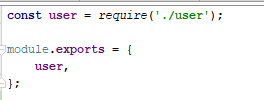 const user = require('./user');
module.exports = {
    user,
};